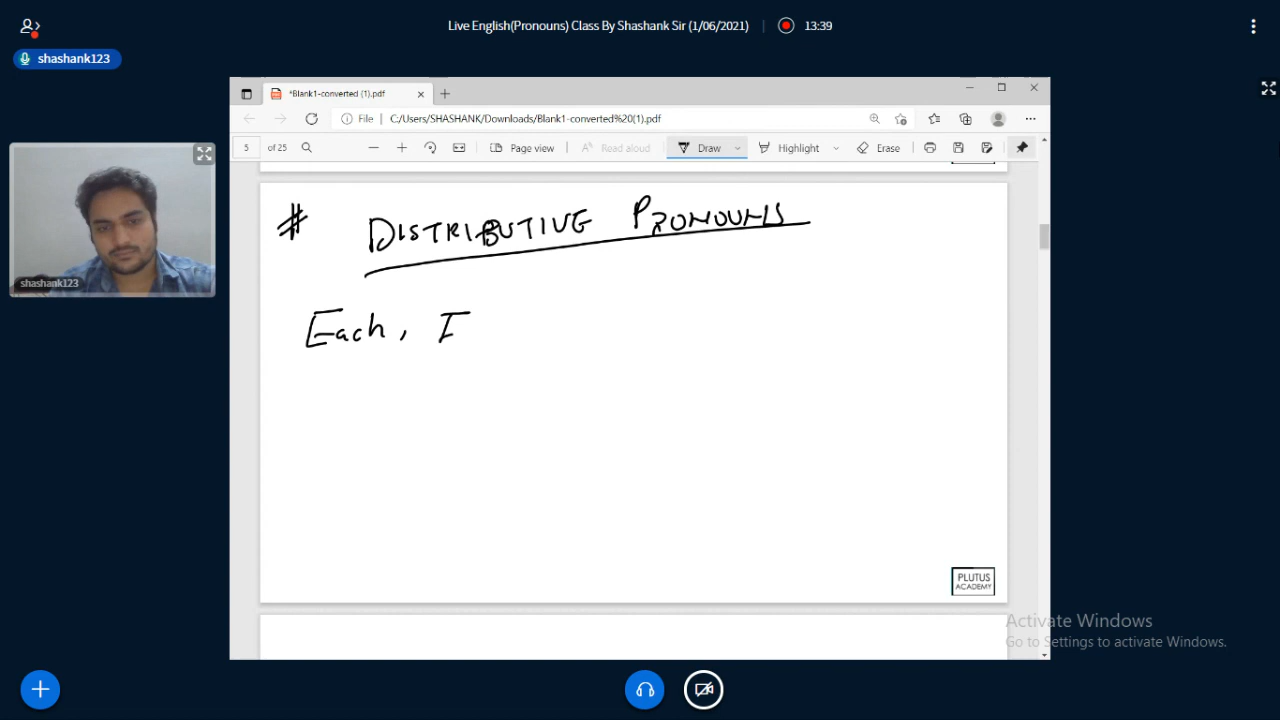 Live English(Pronouns) Class By Shashank Sir (1/06/2021)
13:39
shashank123
*Blank1-converted (1).pdf
File
C:/Users/SHASHANK/Downloads/Blank1-converted%20(1).pdf
5 of 25
Page view
Read aloud
Draw
Highlight
Erase
# DISTRIBUTIVE PRONOUNS
shashank123
Each, E
PLUTUS
ACADEMY
Activate Windows
Go to Settings to activate Windows.